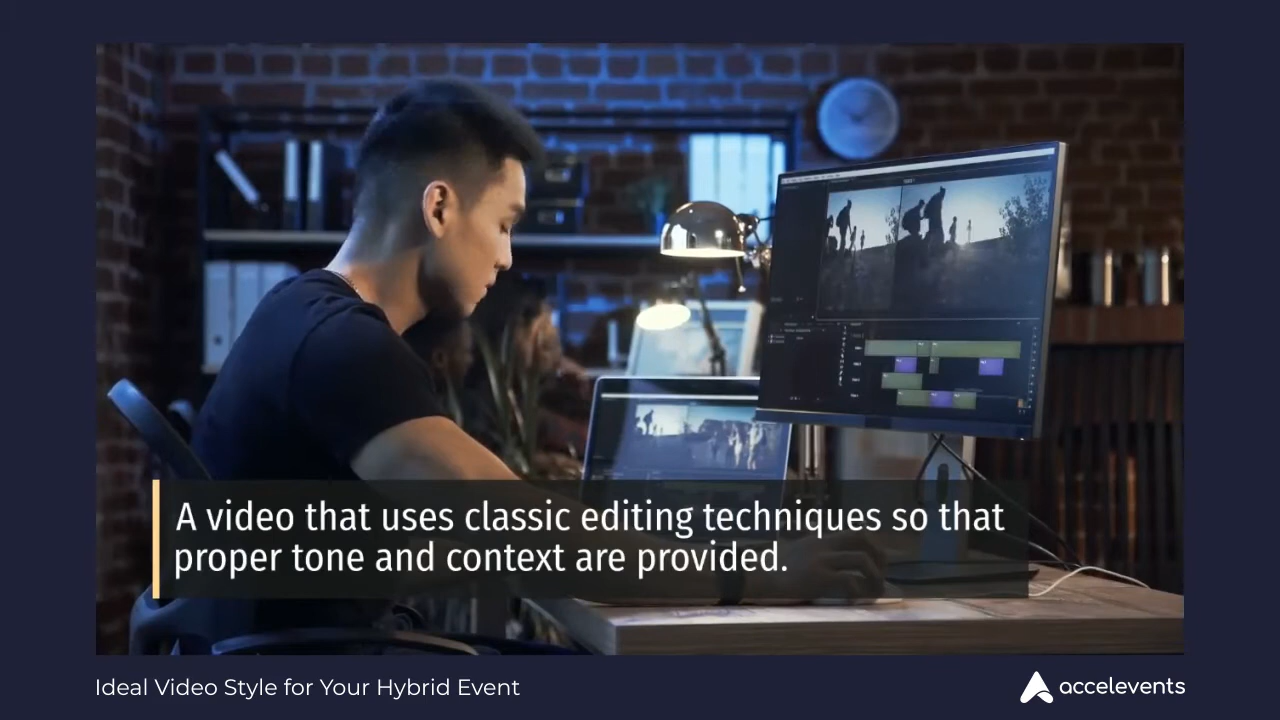 A video that uses classic editing techniques so that
proper tone and context are provided.
Ideal Video Style for Your Hybrid Event
accelevents